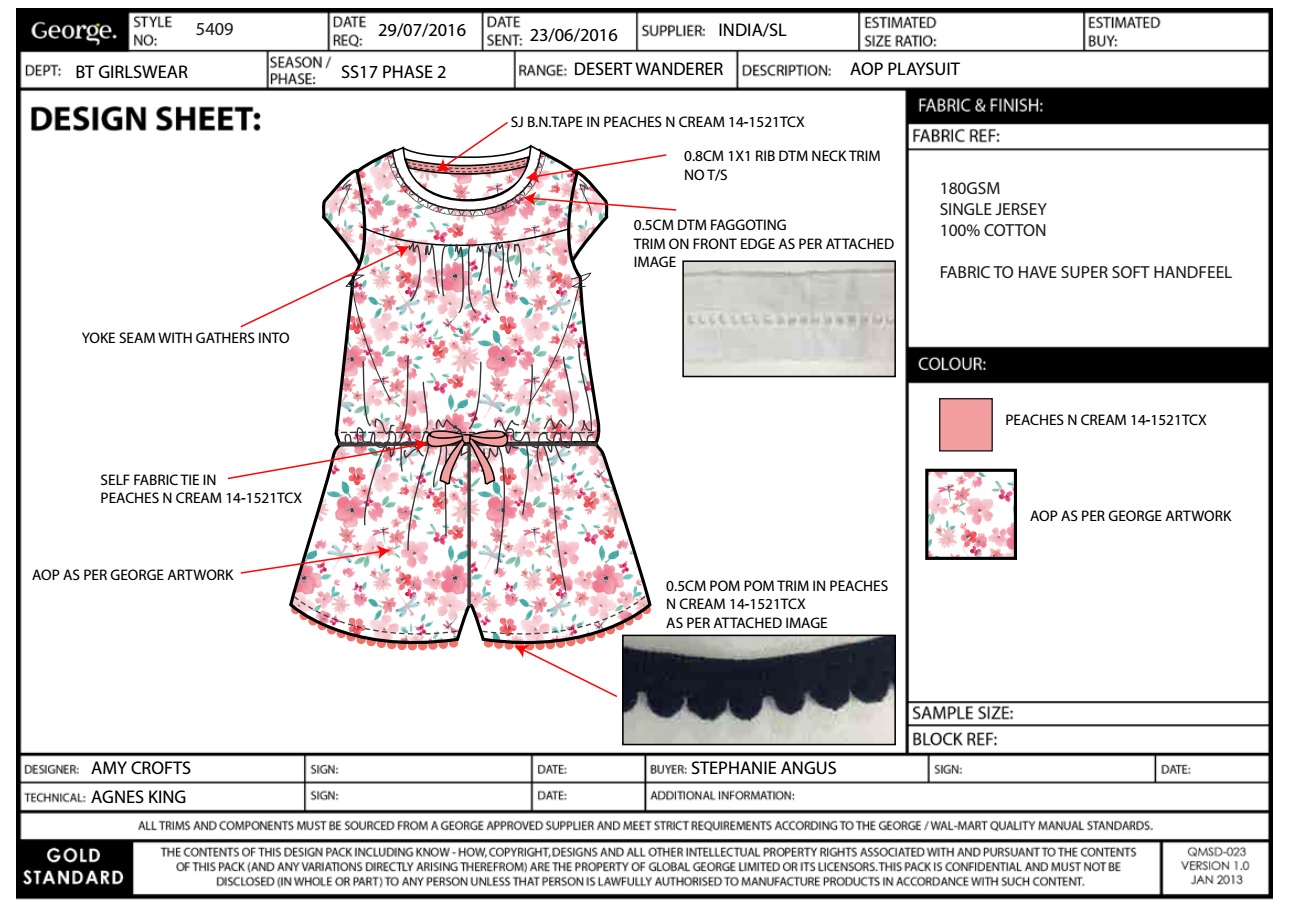 George.
STYLE NO: 5409
DATE REQ: 29/07/2016
DATE SENT: 23/06/2016
SUPPLIER: INDIA/SL
ESTIMATED SIZE RATIO:
ESTIMATED BUY:
DEPT: BT GIRLSWEAR
SEASON / PHASE: SS17 PHASE 2
RANGE: DESERT WANDERER
DESCRIPTION: AOP PLAYSUIT
DESIGN SHEET:
SJ B.N.TAPE IN PEACHES N CREAM 14-1521TCX
0.8CM 1X1 RIB DTM NECK TRIM
NO T/S
0.5CM DTM FAGGOTING
TRIM ON FRONT EDGE AS PER ATTACHED
IMAGE
YOKE SEAM WITH GATHERS INTO
SELF FABRIC TIE IN
PEACHES N CREAM 14-1521TCX
AOP AS PER GEORGE ARTWORK
0.5CM POM POM TRIM IN PEACHES
N CREAM 14-1521TCX
AS PER ATTACHED IMAGE
FABRIC & FINISH:
FABRIC REF:
180GSM
SINGLE JERSEY
100% COTTON
FABRIC TO HAVE SUPER SOFT HANDFEEL
COLOUR:
PEACHES N CREAM 14-1521TCX
AOP AS PER GEORGE ARTWORK
SAMPLE SIZE:
BLOCK REF:
DESIGNER: AMY CROFTS
SIGN:
DATE:
BUYER: STEPHANIE ANGUS
SIGN:
DATE:
TECHNICAL: AGNES KING
SIGN:
DATE:
ADDITIONAL INFORMATION:
ALL TRIMS AND COMPONENTS MUST BE SOURCED FROM A GEORGE APPROVED SUPPLIER AND MEET STRICT REQUIREMENTS ACCORDING TO THE GEORGE / WAL-MART QUALITY MANUAL STANDARDS.
GOLD
STANDARD
THE CONTENTS OF THIS DESIGN PACK INCLUDING KNOW - HOW, COPYRIGHT, DESIGNS AND ALL OTHER INTELLECTUAL PROPERTY RIGHTS ASSOCIATED WITH AND PURSUANT TO THE CONTENTS
OF THIS PACK (AND ANY VARIATIONS DIRECTLY ARISING THEREFROM) ARE THE PROPERTY OF GLOBAL GEORGE LIMITED OR ITS LICENSORS. THIS PACK IS CONFIDENTIAL AND MUST NOT BE
DISCLOSED (IN WHOLE OR PART) TO ANY PERSON UNLESS THAT PERSON IS LAWFULLY AUTHORISED TO MANUFACTURE PRODUCTS IN ACCORDANCE WITH SUCH CONTENT.
QMSD-023
VERSION 1.0
JAN 2013